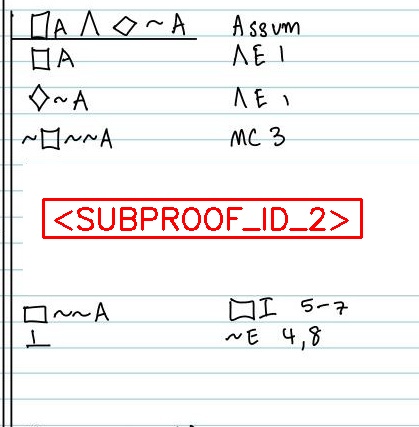 □A ∧ ◇~A Assum
□A ∧E 1
◇~A ∧E 1
~□~~A MC 3
<SUBPROOF_ID_2>
□~~A □I 5-7
⊥ ~E 4,8